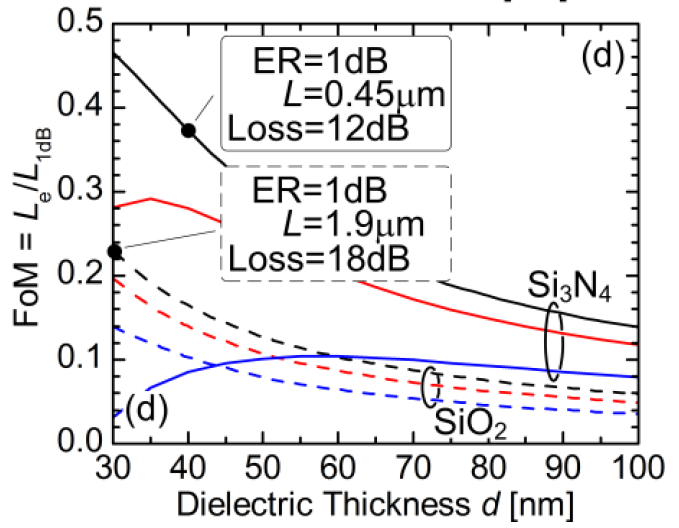 0.5
0.4
0.3
0.2
0.1
0.0
FoM = Le/L1dB
ER=1dB
L=0.45μm
Loss=12dB
(d)
ER=1dB
L=1.9μm
Loss=18dB
Si3N4
SiO2
(d)
30 40 50 60 70 80 90 100
Dielectric Thickness d [nm]